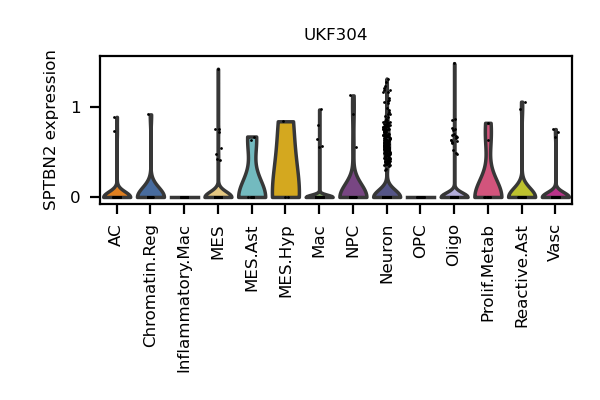 UKF304
SPTBN2 expression
1
0
AC
Chromatin.Reg
Inflammatory.Mac
MES
MES.Ast
MES.Hyp
Mac
NPC
Neuron
OPC
Oligo
Prolif.Metab
Reactive.Ast
Vasc